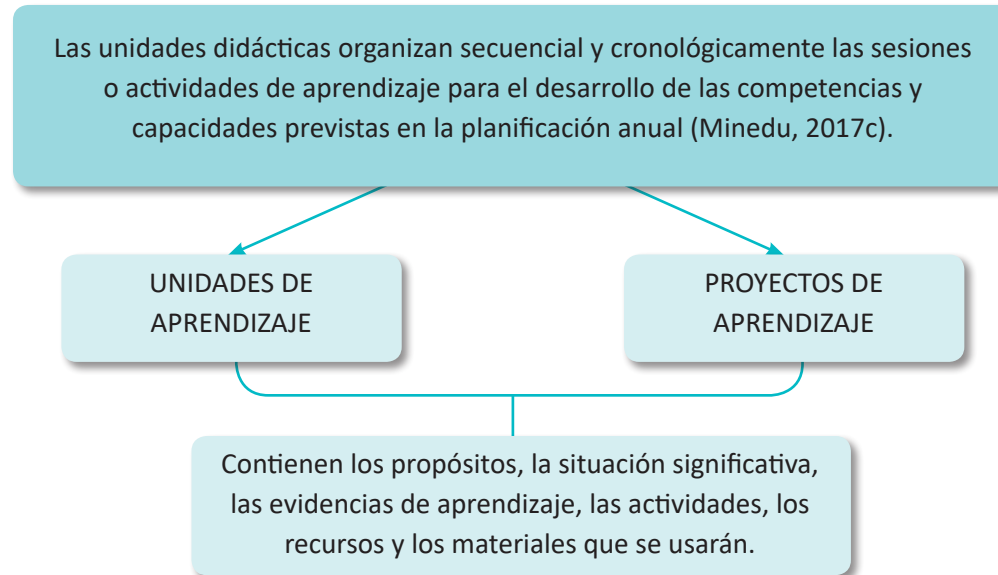 Las unidades didácticas organizan secuencial y cronológicamente las sesiones
o actividades de aprendizaje para el desarrollo de las competencias y
capacidades previstas en la planificación anual (Minedu, 2017c).
UNIDADES DE
APRENDIZAJE
PROYECTOS DE
APRENDIZAJE
Contienen los propósitos, la situación significativa,
las evidencias de aprendizaje, las actividades, los
recursos y los materiales que se usarán.